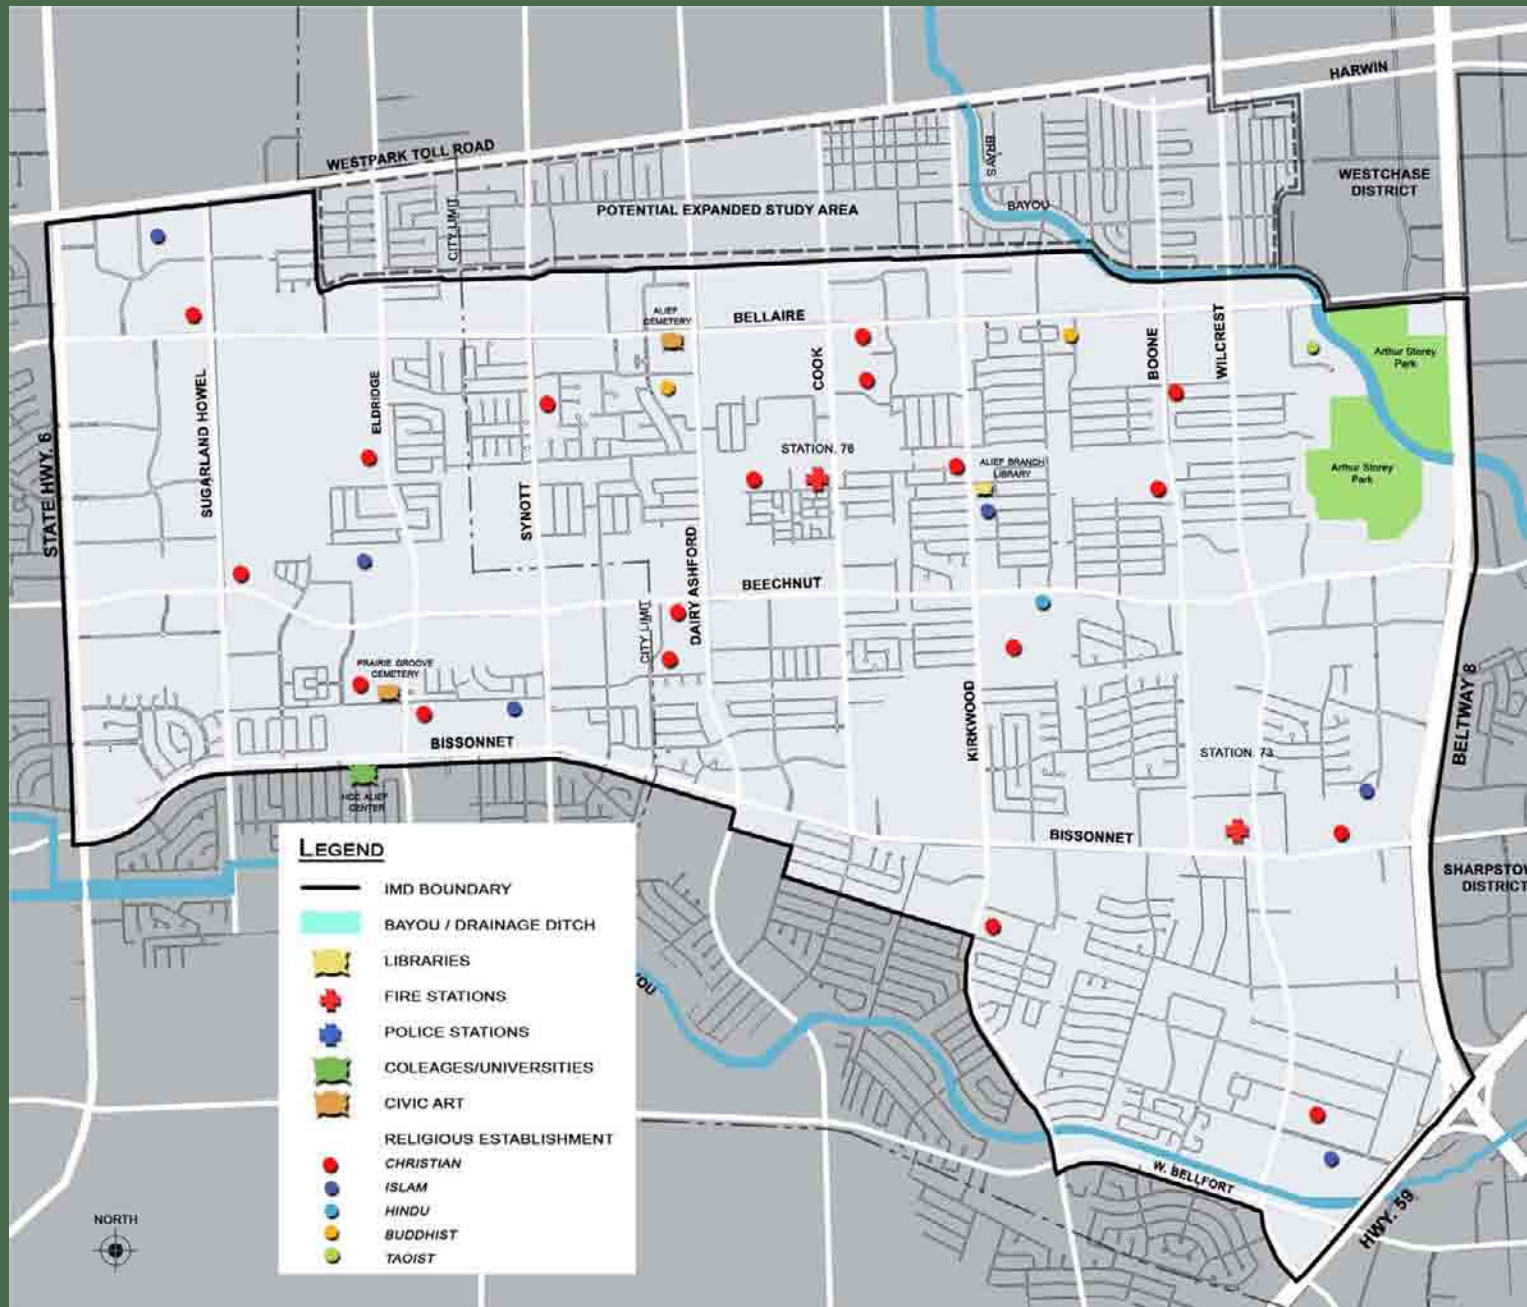 HARWIN
WESTPARK TOLL ROAD
BRAYS
WESTCHASE
DISTRICT
CITY LIMIT
POTENTIAL EXPANDED STUDY AREA
BAYOU
ALIEF
CEMETERY
BELLAIRE
WILCREST
BOONE
COOK
Arthur Storey
Park
SUGARLAND HOWEL
ELDRIDGE
STATE HWY. 6
STATION. 76
ALIEF BRANCH
LIBRARY
Arthur Storey
Park
SYNOTT
DAIRY ASHFORD
BEECHNUT
CITY LIMIT
PRAIRIE GROOVE
CEMETERY
KIRKWOOD
BELTWAY 8
BISSONNET
STATION. 73
HCC ALIEF
CENTER
BISSONNET
SHARPSTOW
DISTRICT
LEGEND
IMD BOUNDARY
BAYOU / DRAINAGE DITCH
LIBRARIES
FIRE STATIONS
POLICE STATIONS
COLEAGES/UNIVERSITIES
CIVIC ART
RELIGIOUS ESTABLISHMENT
CHRISTIAN
ISLAM
HINDU
BUDDHIST
TAOIST
YOU
W. BELLFORT
HWY. 59
NORTH